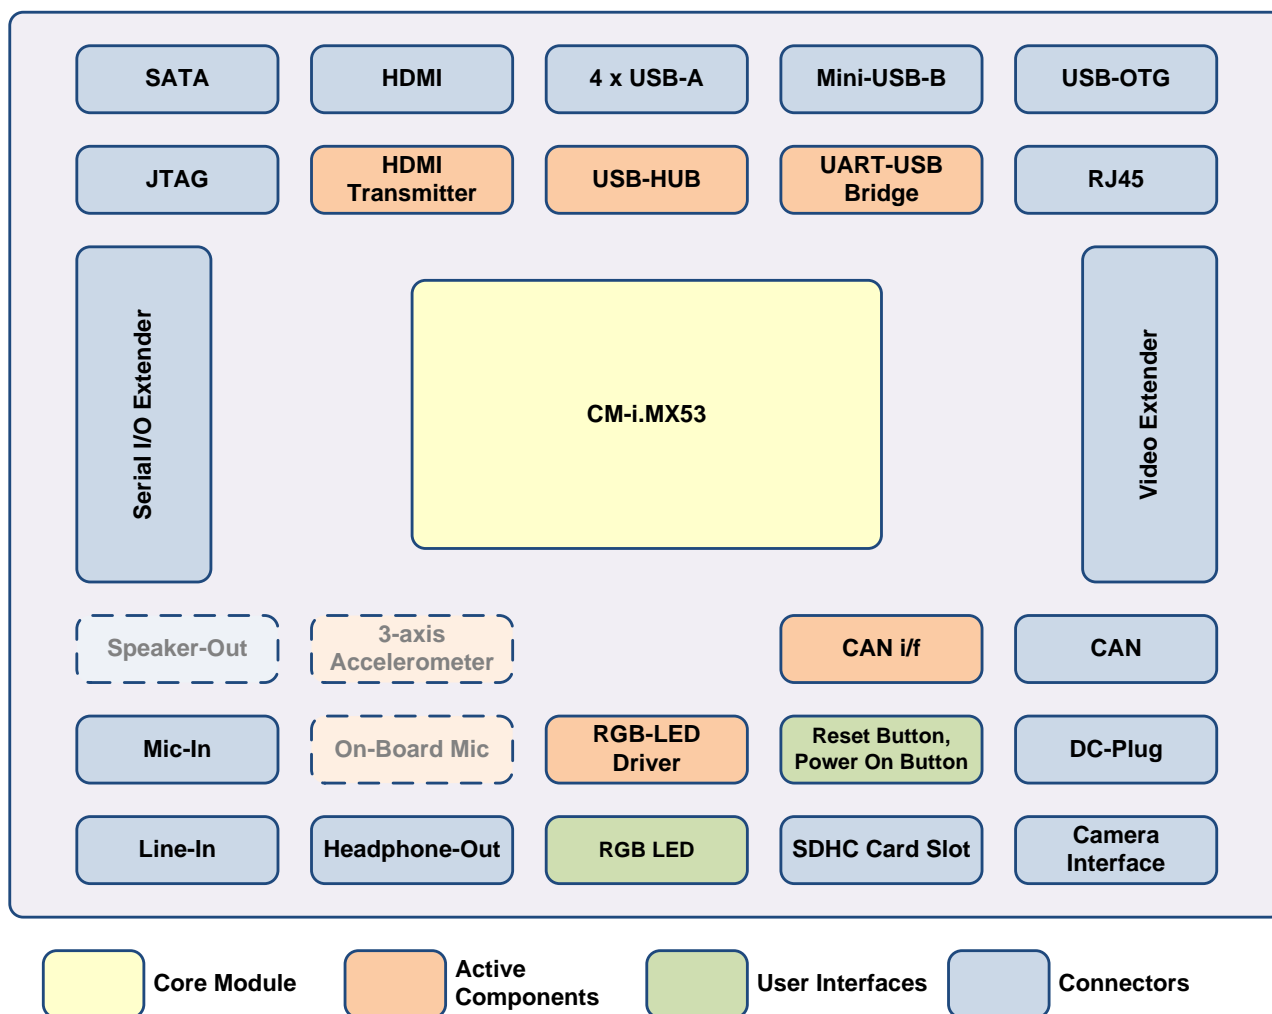 SATA
HDMI
4 x USB-A
Mini-USB-B
USB-OTG
JTAG
HDMI
Transmitter
USB-HUB
UART-USB
Bridge
RJ45
Serial I/O Extender
CM-i.MX53
Video Extender
Speaker-Out
3-axis
Accelerometer
CAN i/f
CAN
Mic-In
On-Board Mic
RGB-LED
Driver
Reset Button,
Power On Button
DC-Plug
Line-In
Headphone-Out
RGB LED
SDHC Card Slot
Camera
Interface
Core Module
Active
Components
User Interfaces
Connectors